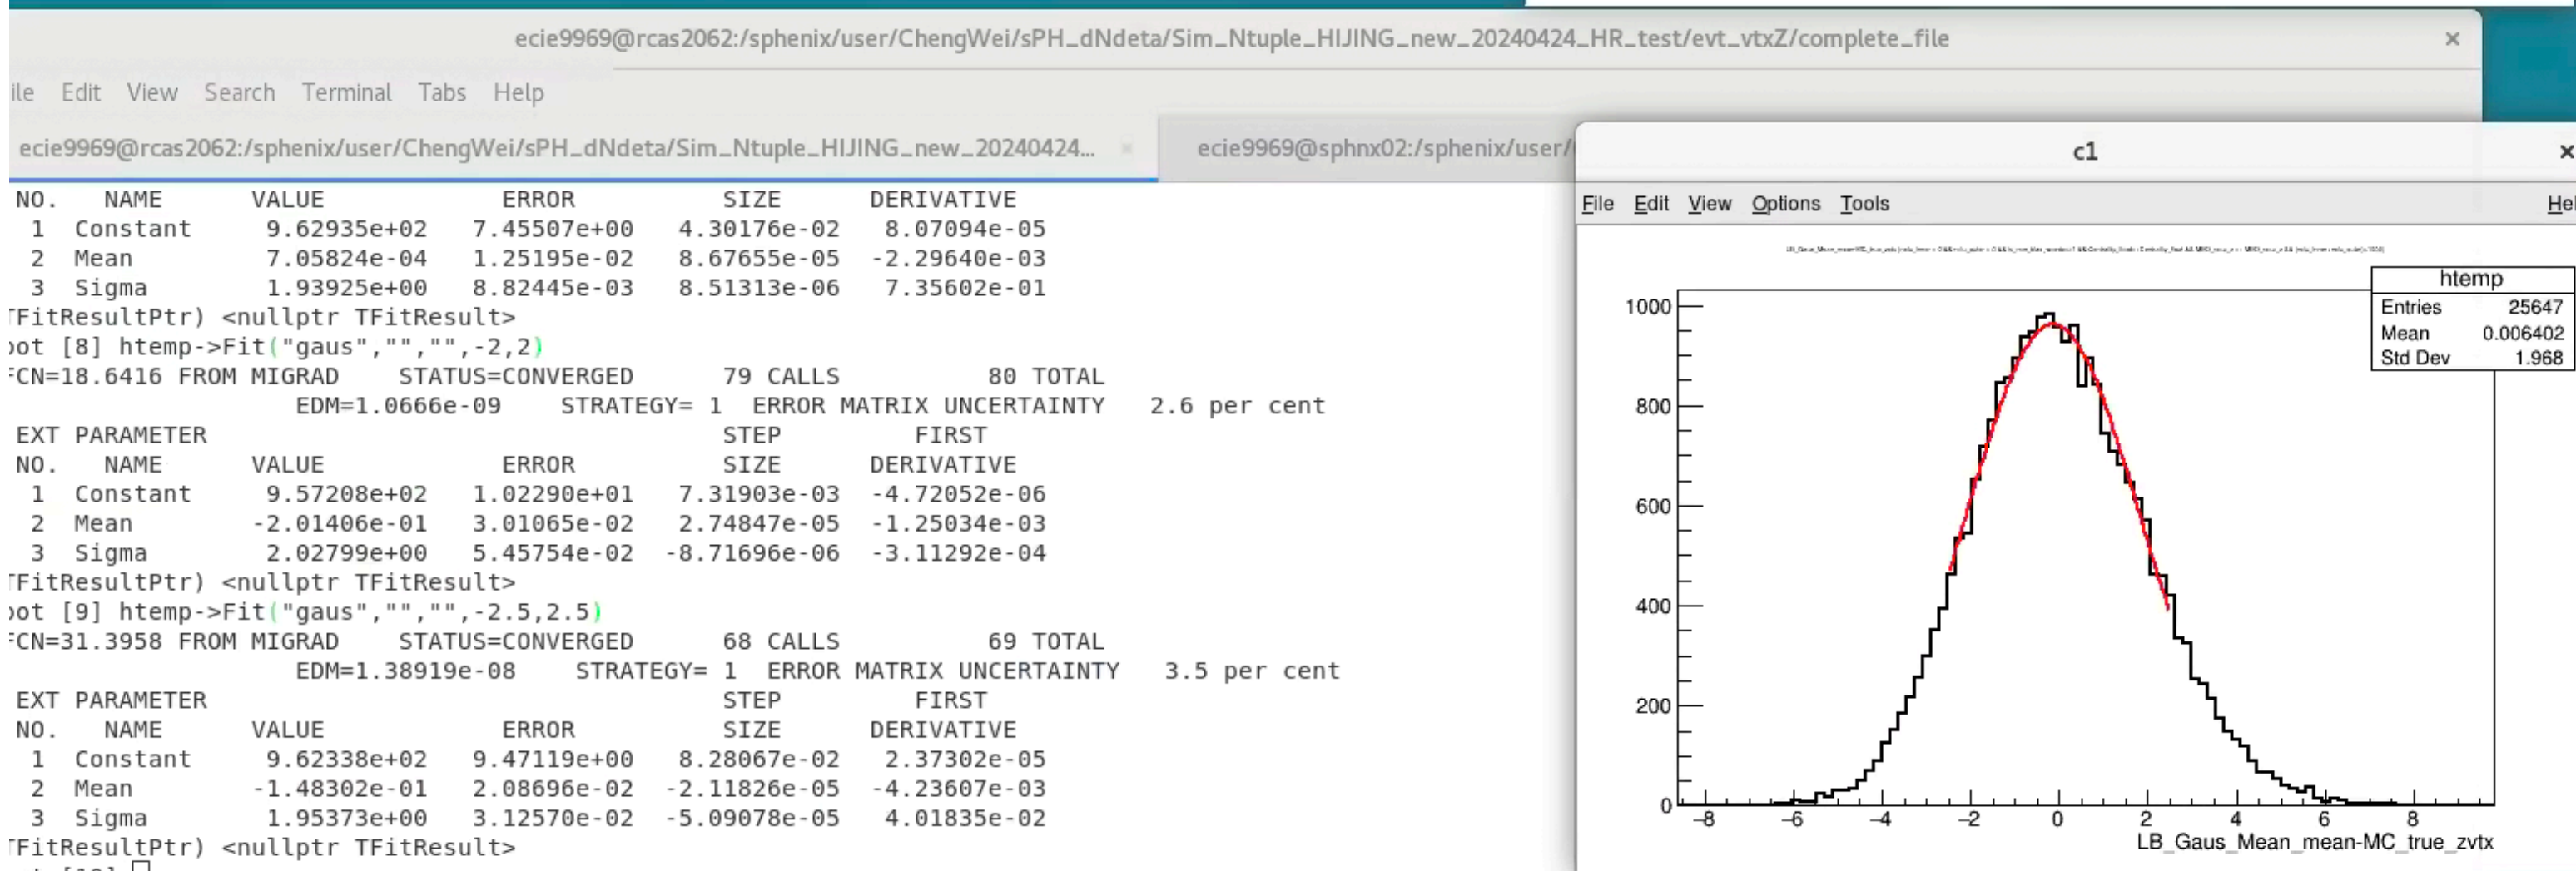 ecie9969@rcas2062:/sphenix/user/ChengWei/sPH_dNdeta/Sim_Ntuple_HIJING_new_20240424_HR_test/evt_vtxZ/complete_file ×
ile Edit View Search Terminal Tabs Help
ecie9969@rcas2062:/sphenix/user/ChengWei/sPH_dNdeta/Sim_Ntuple_HIJING_new_20240424... ×
ecie9969@sphnx02:/sphenix/user/
NO. NAME VALUE ERROR SIZE DERIVATIVE
1 Constant 9.62935e+02 7.45507e+00 4.30176e-02 8.07094e-05
2 Mean 7.05824e-04 1.25195e-02 8.67655e-05 -2.29640e-03
3 Sigma 1.93925e+00 8.82445e-03 8.51313e-06 7.35602e-01
TFitResultPtr) <nullptr TFitResult>
oot [8] htemp->Fit("gaus","","",-2,2)
FCN=18.6416 FROM MIGRAD STATUS=CONVERGED 79 CALLS 80 TOTAL
EDM=1.0666e-09 STRATEGY= 1 ERROR MATRIX UNCERTAINTY 2.6 per cent
EXT PARAMETER STEP FIRST
NO. NAME VALUE ERROR SIZE DERIVATIVE
1 Constant 9.57208e+02 1.02290e+01 7.31903e-03 -4.72052e-06
2 Mean -2.01406e-01 3.01065e-02 2.74847e-05 -1.25034e-03
3 Sigma 2.02799e+00 5.45754e-02 -8.71696e-06 -3.11292e-04
TFitResultPtr) <nullptr TFitResult>
oot [9] htemp->Fit("gaus","","",-2.5,2.5)
FCN=31.3958 FROM MIGRAD STATUS=CONVERGED 68 CALLS 69 TOTAL
EDM=1.38919e-08 STRATEGY= 1 ERROR MATRIX UNCERTAINTY 3.5 per cent
EXT PARAMETER STEP FIRST
NO. NAME VALUE ERROR SIZE DERIVATIVE
1 Constant 9.62338e+02 9.47119e+00 8.28067e-02 2.37302e-05
2 Mean -1.48302e-01 2.08696e-02 -2.11826e-05 -4.23607e-03
3 Sigma 1.95373e+00 3.12570e-02 -5.09078e-05 4.01835e-02
TFitResultPtr) <nullptr TFitResult>
c1 ×
File Edit View Options Tools Hel
htemp
Entries 25647
Mean 0.006402
Std Dev 1.968
1000
800
600
400
200
0
−8 −6 −4 −2 0 2 4 6 8
LB_Gaus_Mean_mean-MC_true_zvtx